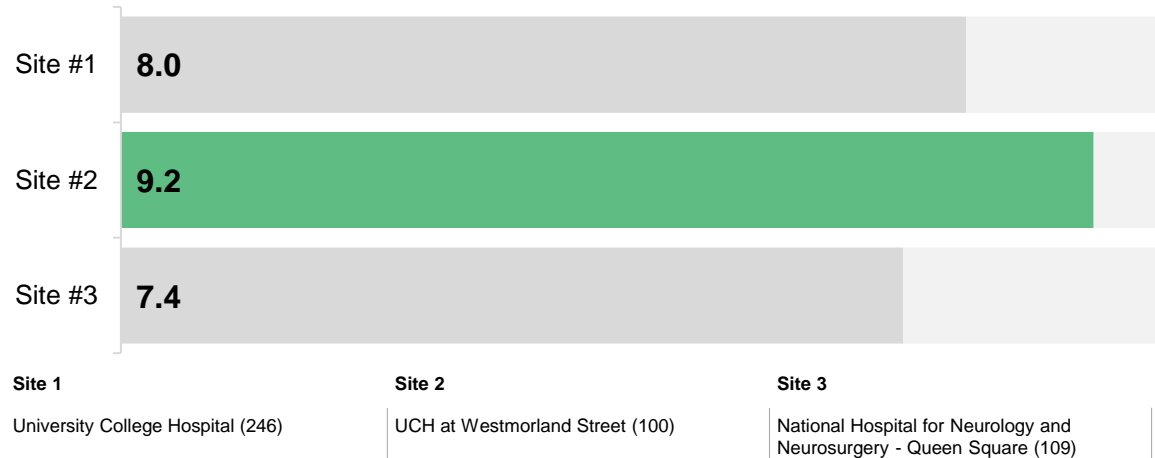 Site #1 8.0
Site #2 9.2
Site #3 7.4
Site 1 Site 2 Site 3
University College Hospital (246) UCH at Westmorland Street (100) National Hospital for Neurology and
Neurosurgery - Queen Square (109)